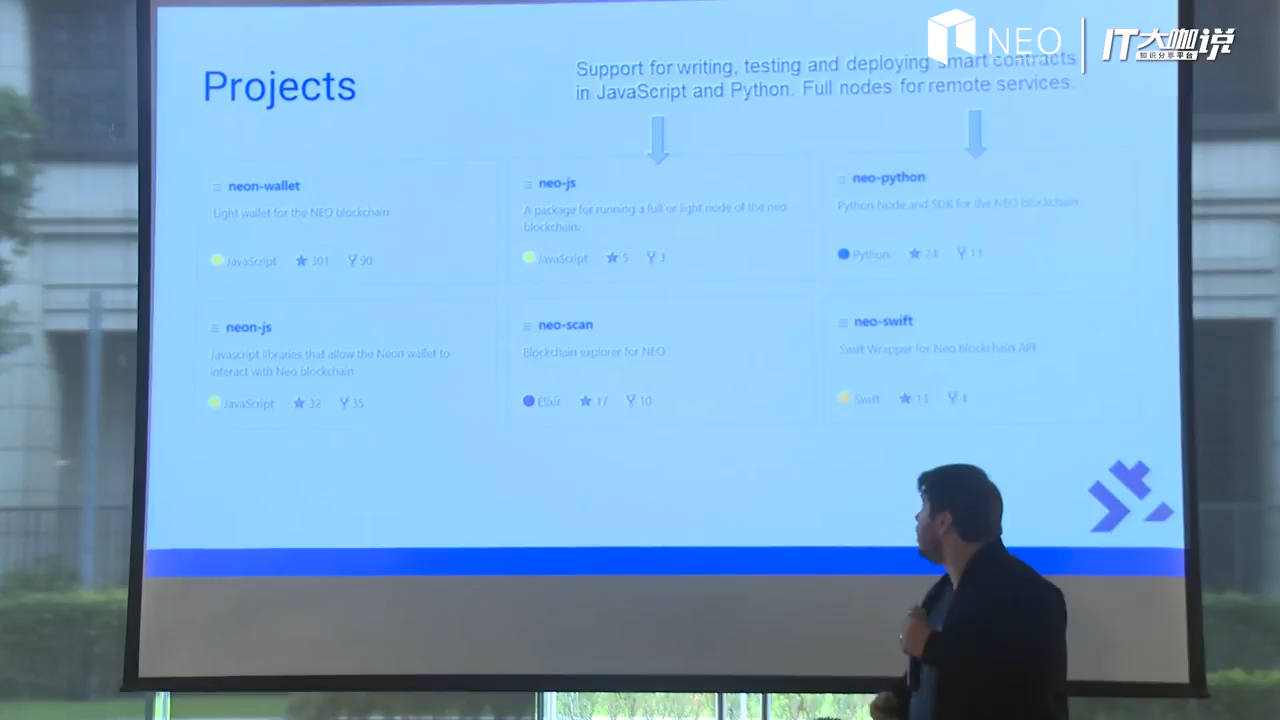 NEO
IT大咖说
知识分享平台
Projects
Support for writing, testing and deploying smart contracts
in JavaScript and Python. Full nodes for remote services.
neon-wallet
Light wallet for the NEO blockchain
JavaScript 301 90
neo-js
A package for running a full or light node of the neo
blockchain.
JavaScript 5 3
neo-python
Python Node and SDK for the NEO blockchain
Python 74 13
neon-js
Javascript libraries that allow the Neon wallet to
interact with Neo blockchain
JavaScript 32 35
neo-scan
Blockchain explorer for NEO
Elixir 17 10
neo-swift
Swift Wrapper for Neo Blockchain API
Swift 13 4